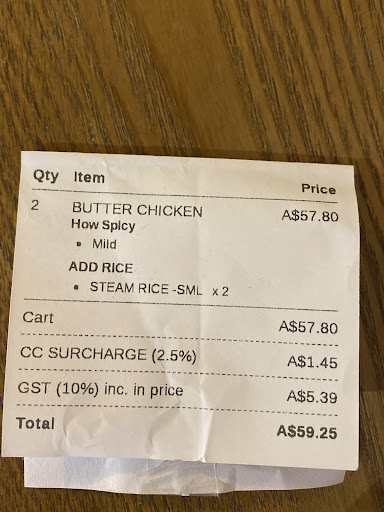 Qty Item Price
2 BUTTER CHICKEN A$57.80
How Spicy
• Mild
ADD RICE
• STEAM RICE -SML x 2
Cart A$57.80
CC SURCHARGE (2.5%) A$1.45
GST (10%) inc. in price A$5.39
Total A$59.25